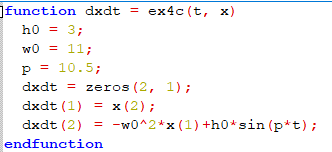 function dxdt = ex4c(t, x)
h0 = 3;
w0 = 11;
p = 10.5;
dxdt = zeros(2, 1);
dxdt(1) = x(2);
dxdt(2) = -w0^2*x(1)+h0*sin(p*t);
endfunction